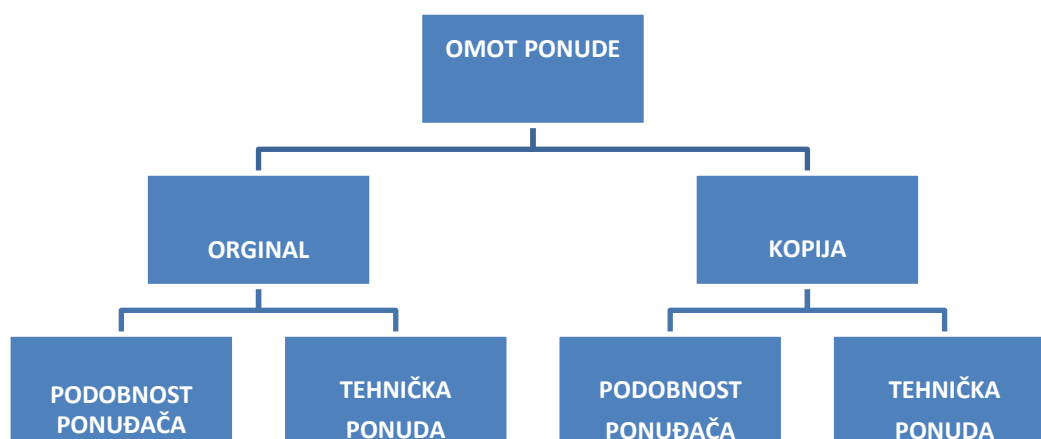 OMOT PONUDE
ORGINAL
KOPIJA
PODOBNOST
PONUĐAČA
TEHNIČKA
PONUDA
PODOBNOST
PONUĐAČA
TEHNIČKA
PONUDA